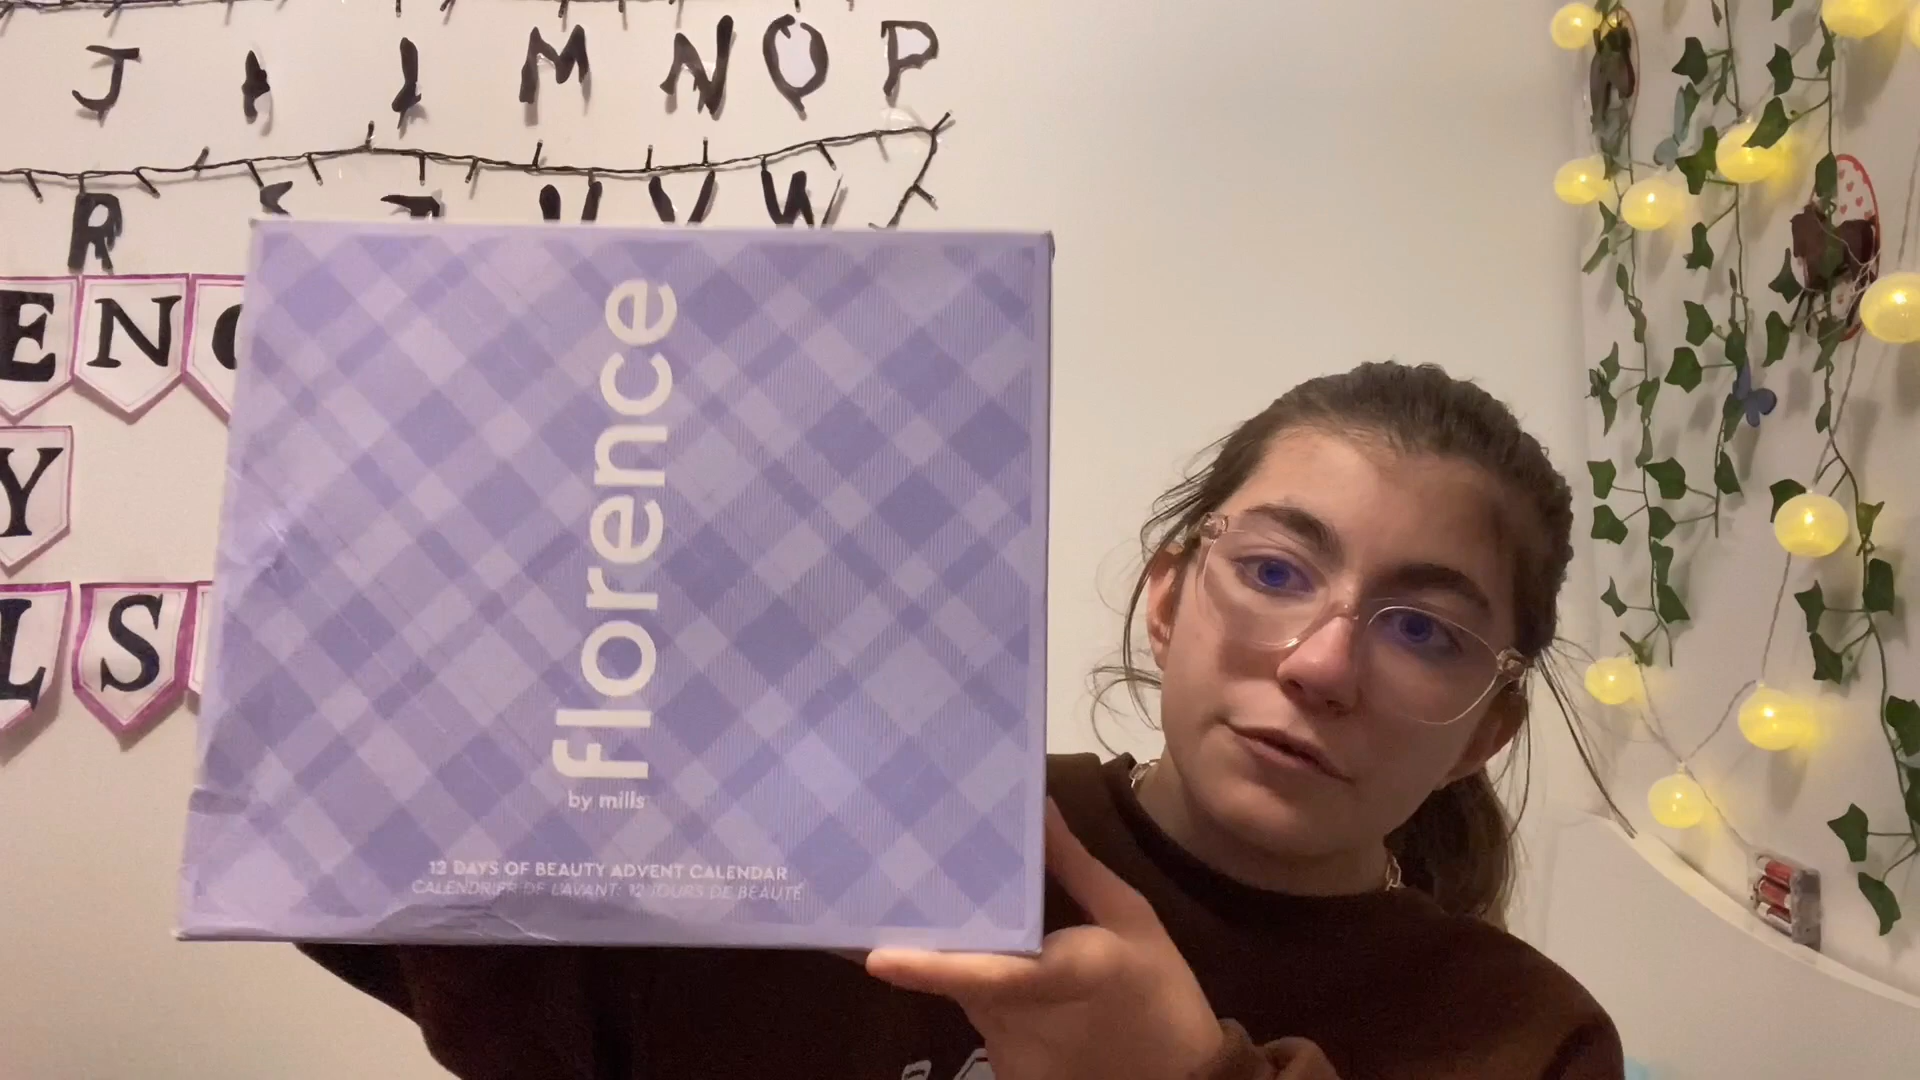 J K L M N O P
R S T U V W
E N
Y
L S
florence
by mills
12 DAYS OF BEAUTY ADVENT CALENDAR
CALENDRIER DE L'AVANT: 12 JOURS DE BEAUTÉ